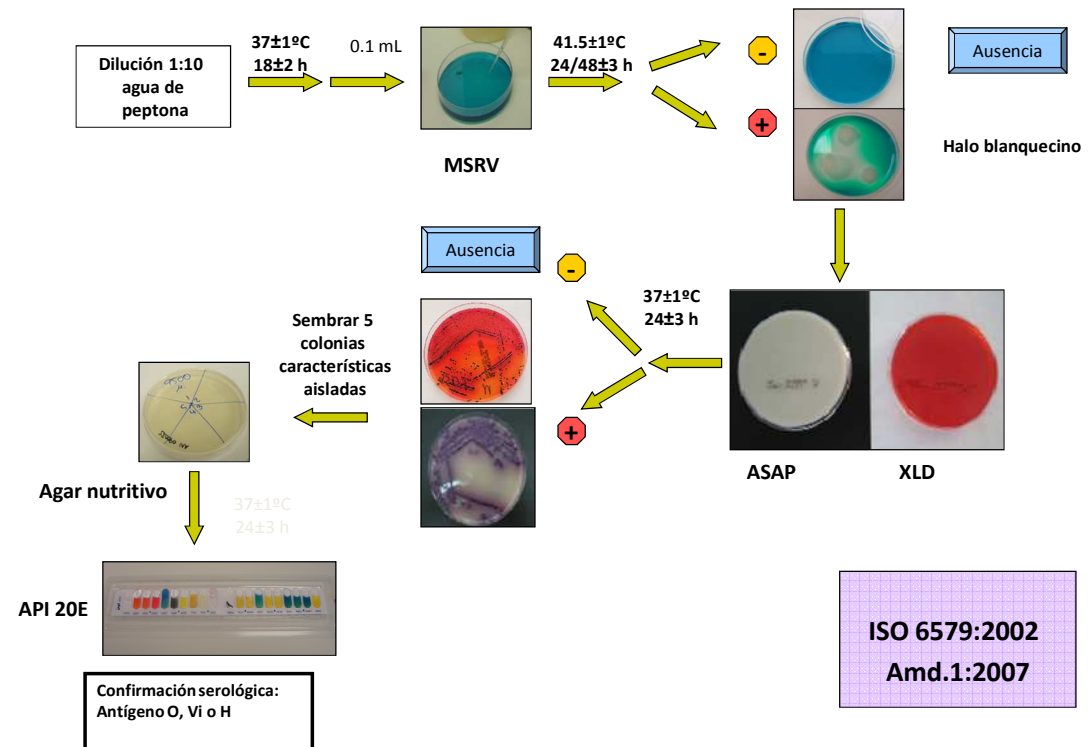 Dilución 1:10
agua de
peptona
37±1ºC
18±2 h
0.1 mL
MSRV
41.5±1ºC
24/48±3 h
-
+
Ausencia
Halo blanquecino
ASAP
XLD
37±1ºC
24±3 h
-
+
Ausencia
Sembrar 5
colonias
características
aisladas
Agar nutritivo
37±1ºC
24±3 h
API 20E
Confirmación serológica:
Antígeno O, Vi o H
ISO 6579:2002
Amd.1:2007